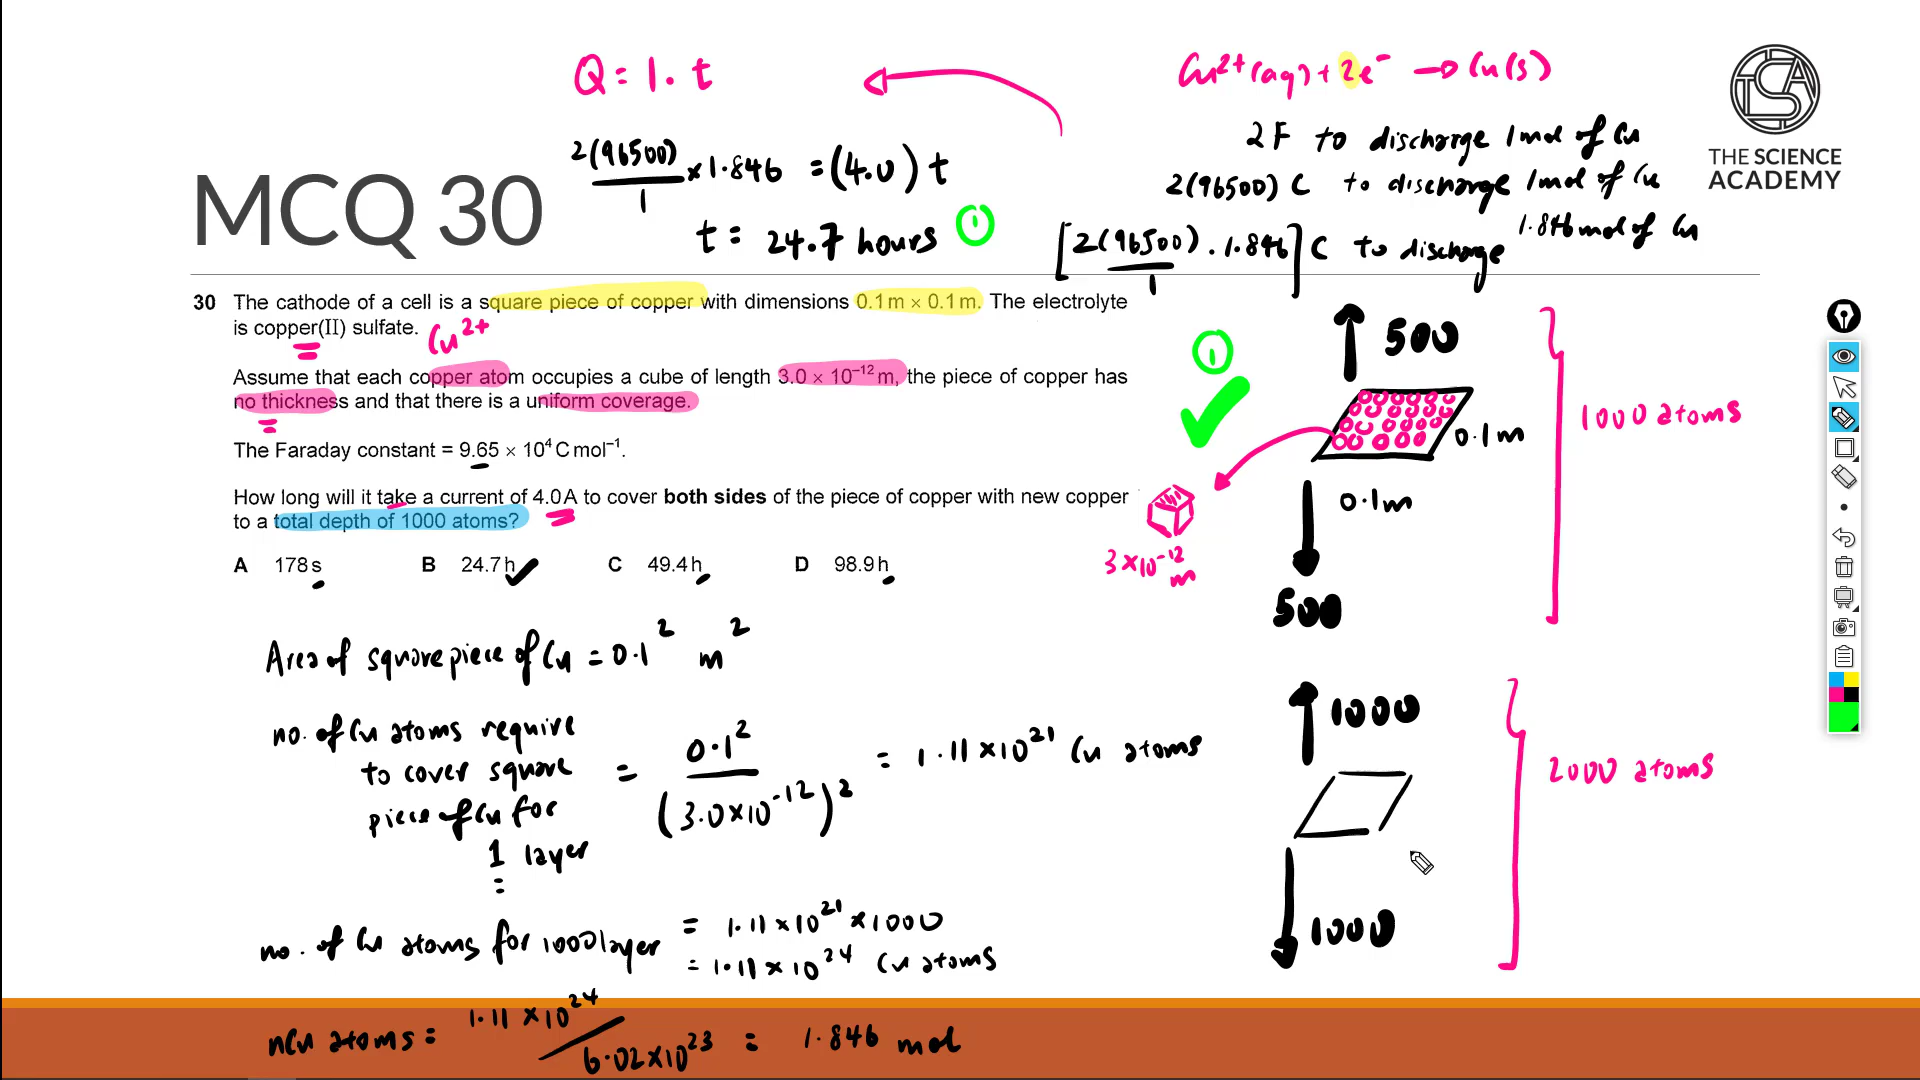 Q = I . t
2(96500)/1 × 1.846 = (4.0) t
t = 24.7 hours ①
Cu²⁺(aq) + 2e⁻ → Cu(s)
2F to discharge 1mol of Cu
2(96500) C to discharge 1mol of Cu
[2(96500)/1 . 1.846] C to discharge 1.846 mol of Cu
THE SCIENCE
ACADEMY
MCQ 30
30 The cathode of a cell is a square piece of copper with dimensions 0.1 m × 0.1 m. The electrolyte
is copper(II) sulfate.
Cu²⁺
Assume that each copper atom occupies a cube of length 3.0 × 10⁻¹² m, the piece of copper has
no thickness and that there is a uniform coverage.
The Faraday constant = 9.65 × 10⁴ C mol⁻¹.
How long will it take a current of 4.0 A to cover both sides of the piece of copper with new copper
to a total depth of 1000 atoms?
A 178 s B 24.7 h C 49.4 h D 98.9 h
①
500
0.1m
0.1m
500
1000 atoms
3×10⁻¹² m
Area of square piece of Cu = 0.1² m²
no. of Cu atoms require
to cover square
piece of Cu for
1 layer
= 0.1²/(3.0×10⁻¹²)² = 1.11×10²¹ Cu atoms
no. of Cu atoms for 1000 layer = 1.11×10²¹×1000
= 1.11×10²⁴ Cu atoms
nCu atoms = 1.11×10²⁴/6.02×10²³ = 1.846 mol
1000
1000
2000 atoms